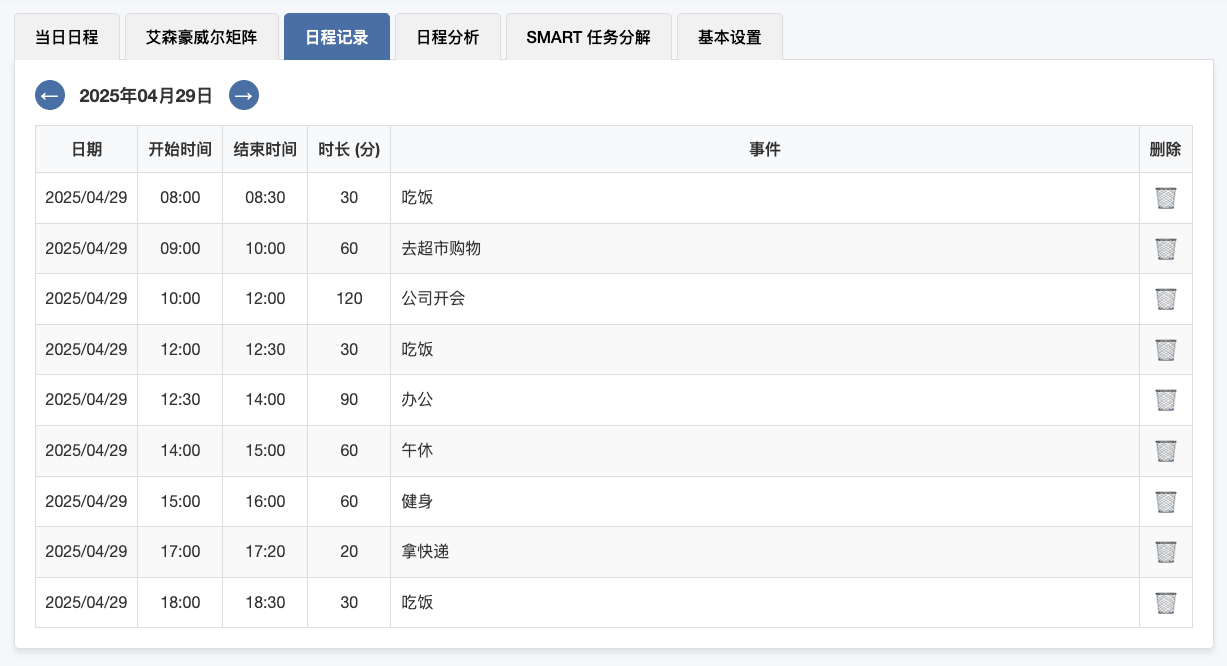 当日日程 艾森豪威尔矩阵 日程记录 日程分析 SMART 任务分解 基本设置
← 2025年04月29日 →
日期 开始时间 结束时间 时长 (分) 事件 删除
2025/04/29 08:00 08:30 30 吃饭
2025/04/29 09:00 10:00 60 去超市购物
2025/04/29 10:00 12:00 120 公司开会
2025/04/29 12:00 12:30 30 吃饭
2025/04/29 12:30 14:00 90 办公
2025/04/29 14:00 15:00 60 午休
2025/04/29 15:00 16:00 60 健身
2025/04/29 17:00 17:20 20 拿快递
2025/04/29 18:00 18:30 30 吃饭